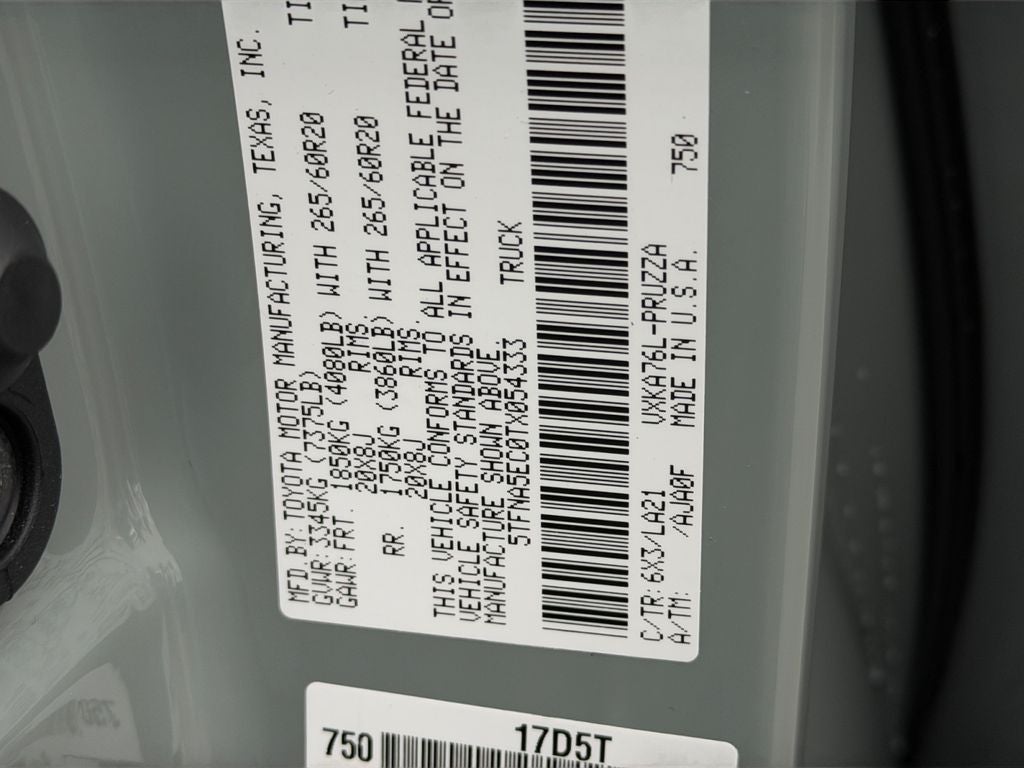 MFD.BY:TOYOTA MOTOR MANUFACTURING, TEXAS, INC.
GVWR:3345KG (7375LB)
GAWR:FRT. 1850KG (4080LB) WITH 265/60R20 TI
20X8J RIMS
RR. 1750KG (3860LB) WITH 265/60R20 TI
20X8J RIMS.
THIS VEHICLE CONFORMS TO ALL APPLICABLE FEDERAL
VEHICLE SAFETY STANDARDS IN EFFECT ON THE DATE OF
MANUFACTURE SHOWN ABOVE.
5TFNA5EC0TX054333 TRUCK
C/TR:6X3/LA21 VXKA76L-PRUZZA
A/TM: /AJA0F MADE IN U.S.A. 750
750 17D5T